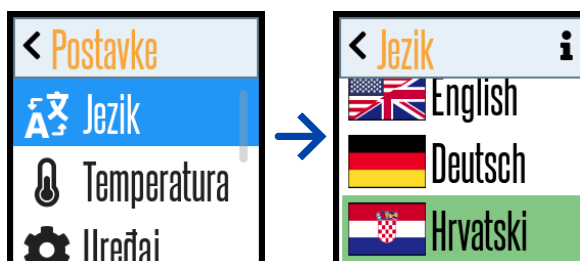 Postavke
Jezik
Temperatura
Uređaj
Jezik
English
Deutsch
Hrvatski